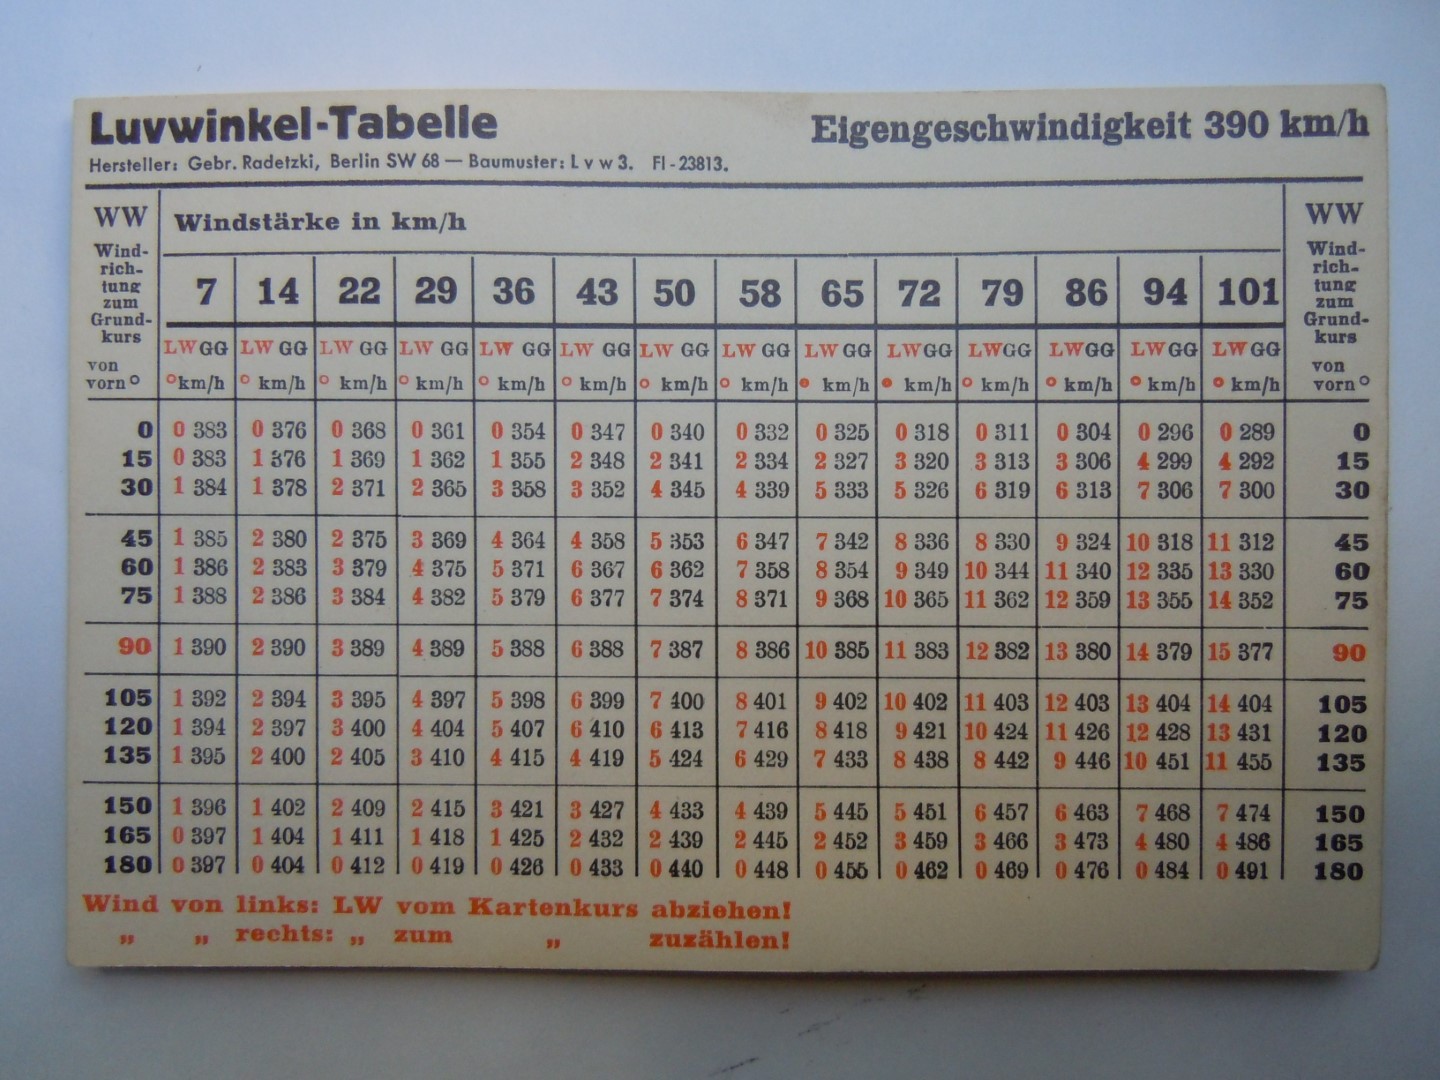 Luvwinkel-Tabelle Eigengeschwindigkeit 390 km/h
Hersteller: Gebr. Radetzki, Berlin SW 68 — Baumuster: L v w 3. Fl-23813.
WW Windstärke in km/h WW
Wind- Wind-
rich- rich-
tung tung
zum zum
Grund- Grund-
kurs kurs
7 14 22 29 36 43 50 58 65 72 79 86 94 101
LW GG LW GG LW GG LW GG LW GG LW GG LW GG LW GG LW GG LW GG LW GG LW GG LW GG LW GG
von von
vorn° ° km/h ° km/h ° km/h ° km/h ° km/h ° km/h ° km/h ° km/h ° km/h ° km/h ° km/h ° km/h ° km/h ° km/h vorn°
0 0 383 0 376 0 368 0 361 0 354 0 347 0 340 0 332 0 325 0 318 0 311 0 304 0 296 0 289 0
15 0 383 1 376 1 369 1 362 1 355 2 348 2 341 2 334 2 327 3 320 3 313 3 306 4 299 4 292 15
30 1 384 1 378 2 371 2 365 3 358 3 352 4 345 4 339 5 333 5 326 6 319 6 313 7 306 7 300 30
45 1 385 2 380 2 375 3 369 4 364 4 358 5 353 6 347 7 342 8 336 8 330 9 324 10 318 11 312 45
60 1 386 2 383 3 379 4 375 5 371 6 367 6 362 7 358 8 354 9 349 10 344 11 340 12 335 13 330 60
75 1 388 2 386 3 384 4 382 5 379 6 377 7 374 8 371 9 368 10 365 11 362 12 359 13 355 14 352 75
90 1 390 2 390 3 389 4 389 5 388 6 388 7 387 8 386 10 385 11 383 12 382 13 380 14 379 15 377 90
105 1 392 2 394 3 395 4 397 5 398 6 399 7 400 8 401 9 402 10 402 11 403 12 403 13 404 14 404 105
120 1 394 2 397 3 400 4 404 5 407 6 410 6 413 7 416 8 418 9 421 10 424 11 426 12 428 13 431 120
135 1 395 2 400 2 405 3 410 4 415 4 419 5 424 6 429 7 433 8 438 8 442 9 446 10 451 11 455 135
150 1 396 1 402 2 409 2 415 3 421 3 427 4 433 4 439 5 445 5 451 6 457 6 463 7 468 7 474 150
165 0 397 1 404 1 411 1 418 1 425 2 432 2 439 2 445 2 452 3 459 3 466 3 473 4 480 4 486 165
180 0 397 0 404 0 412 0 419 0 426 0 433 0 440 0 448 0 455 0 462 0 469 0 476 0 484 0 491 180
Wind von links: LW vom Kartenkurs abziehen!
„ „ rechts: „ zum „ zuzählen!